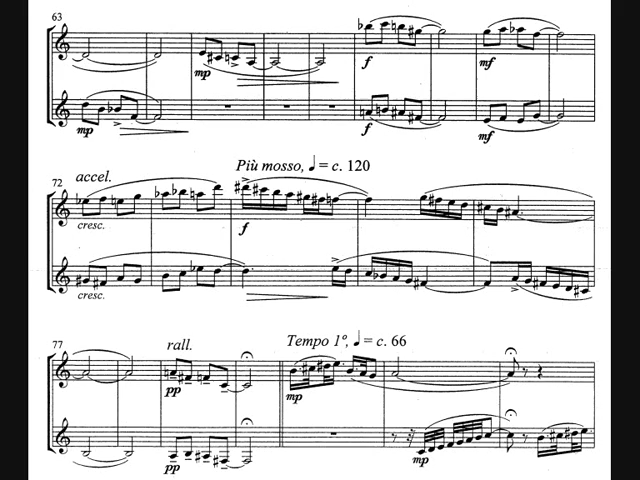 63
mp
f
mf
mp
f
mf
Più mosso, ♩ = c. 120
72
accel.
cresc.
f
cresc.
77
rall.
Tempo 1º, ♩ = c. 66
pp
mp
pp
mp